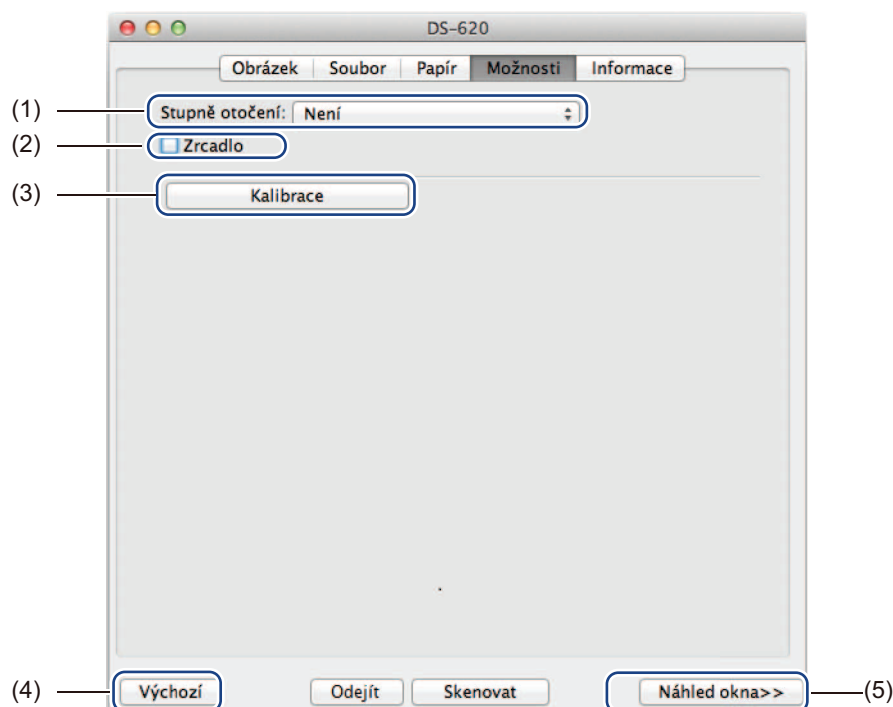 DS-620
Obrázek Soubor Papír Možnosti Informace
(1) Stupně otočení: Není
(2) Zrcadlo
(3) Kalibrace
(4) Výchozí Odejít Skenovat Náhled okna>> (5)